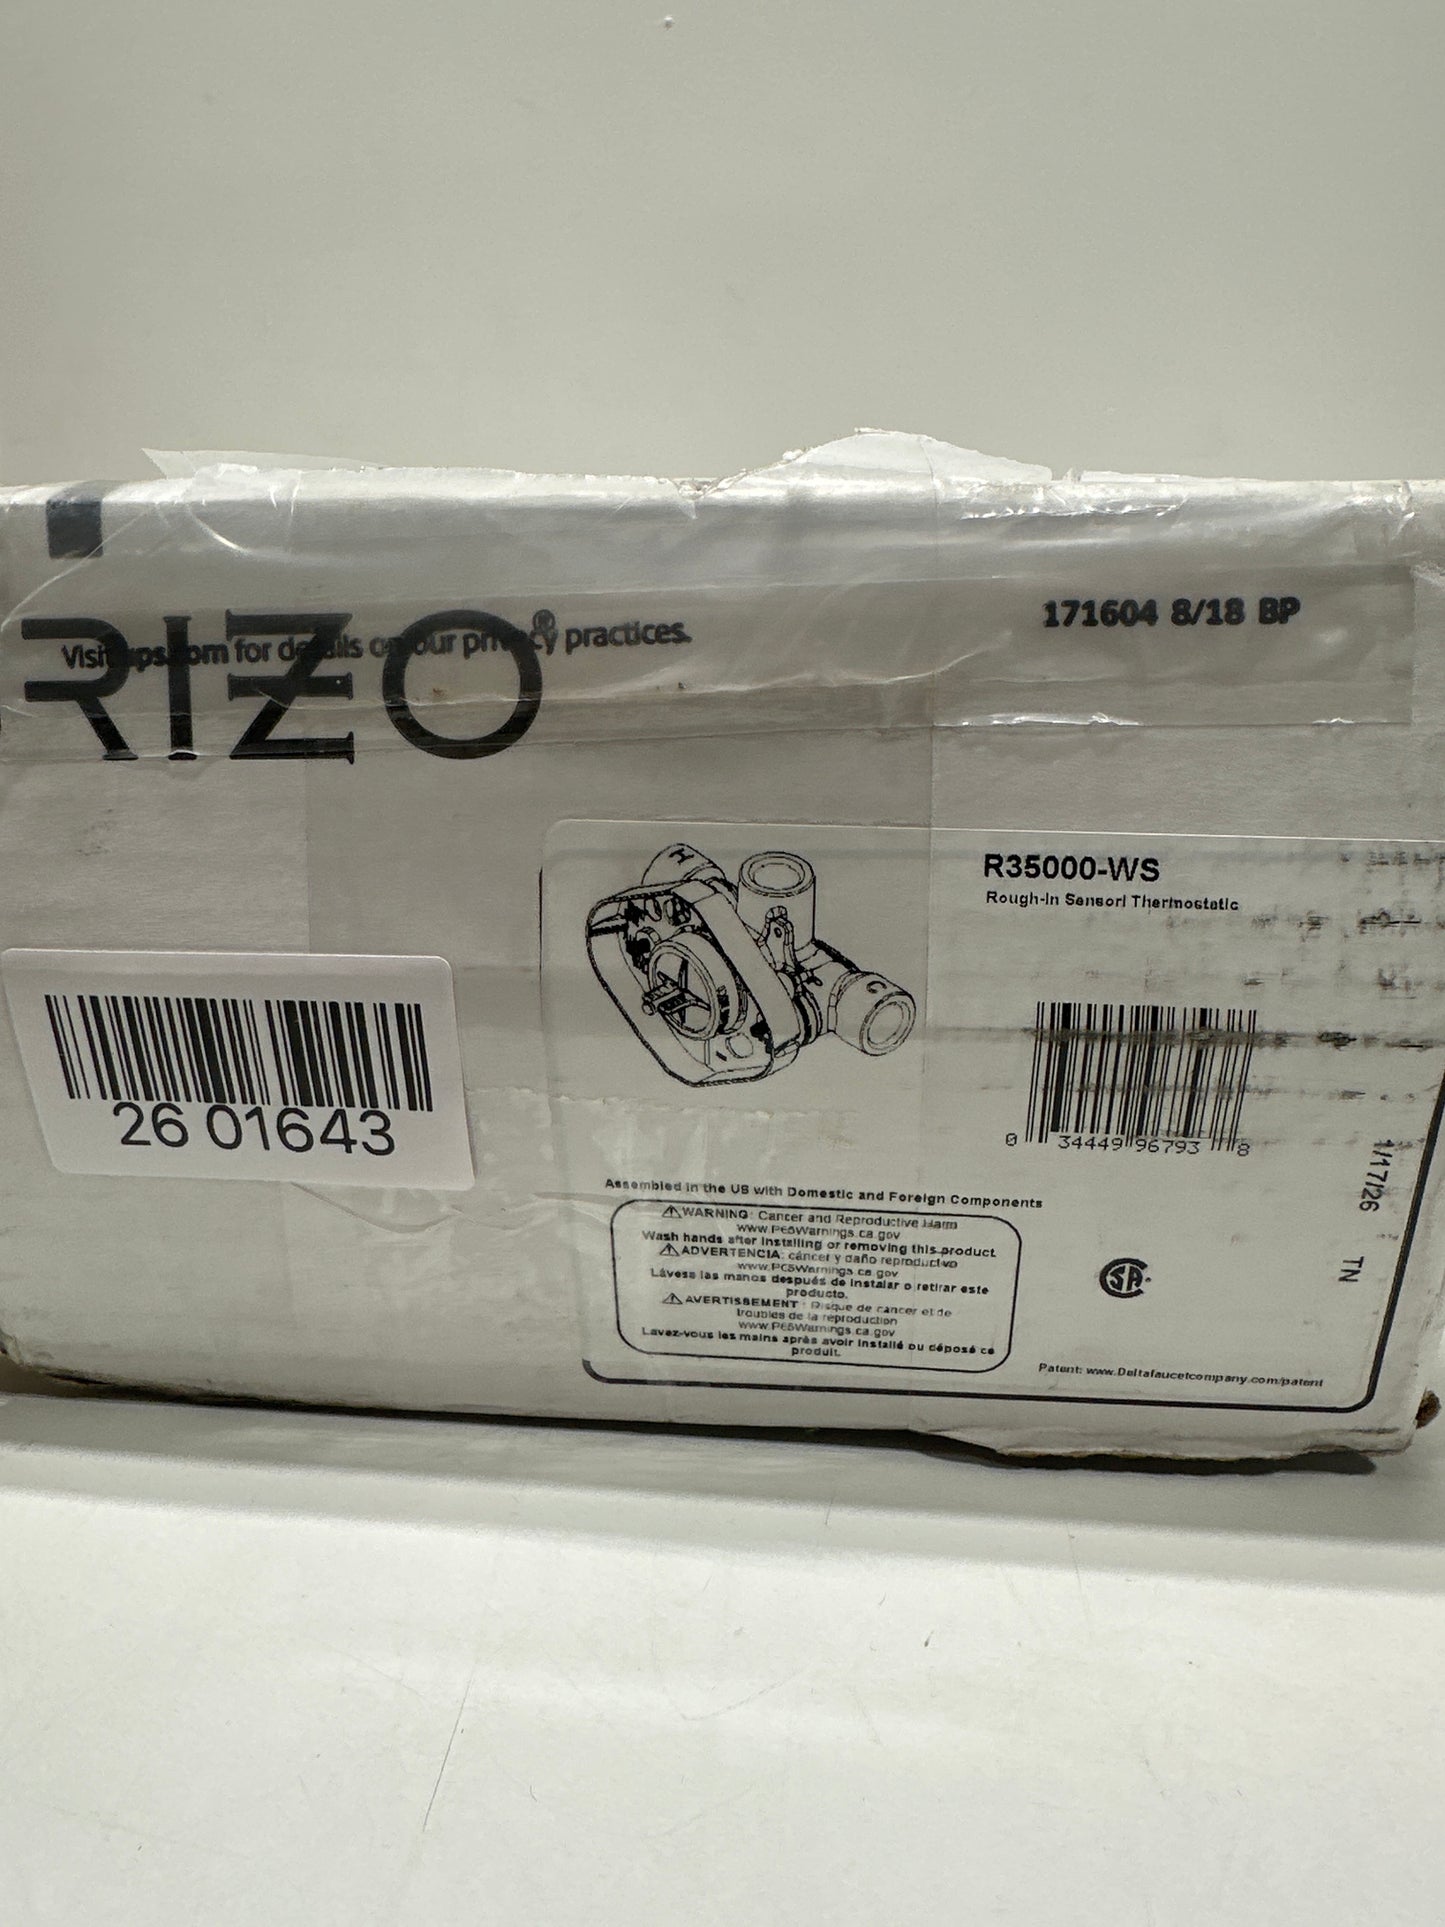 RIZO®
Visit ups.com for details on our privacy practices.
171604 8/18 BP
R35000-WS
Rough-In Sensori Thermostatic
H
C
26 01643
0 34449 96793 8
1/17/26 TN
Assembled in the US with Domestic and Foreign Components
⚠WARNING: Cancer and Reproductive Harm
www.P65Warnings.ca.gov
Wash hands after installing or removing this product.
⚠ADVERTENCIA: cáncer y daño reproductivo
www.P65Warnings.ca.gov
Lávese las manos después de instalar o retirar este
producto.
⚠AVERTISSEMENT : Risque de cancer et de
troubles de la reproduction
www.P65Warnings.ca.gov
Lavez-vous les mains après avoir installé ou déposé ce
produit.
CSA
Patent: www.Deltafaucetcompany.com/patent